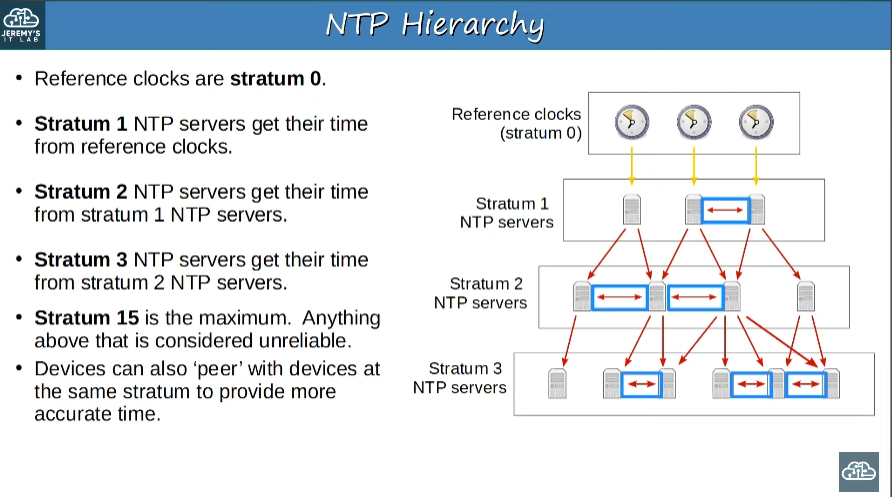 JEREMY'S
IT LAB
NTP Hierarchy
• Reference clocks are stratum 0.
• Stratum 1 NTP servers get their time
from reference clocks.
• Stratum 2 NTP servers get their time
from stratum 1 NTP servers.
• Stratum 3 NTP servers get their time
from stratum 2 NTP servers.
• Stratum 15 is the maximum.  Anything
above that is considered unreliable.
• Devices can also ‘peer’ with devices at
the same stratum to provide more
accurate time.
Reference clocks
(stratum 0)
Stratum 1
NTP servers
Stratum 2
NTP servers
Stratum 3
NTP servers